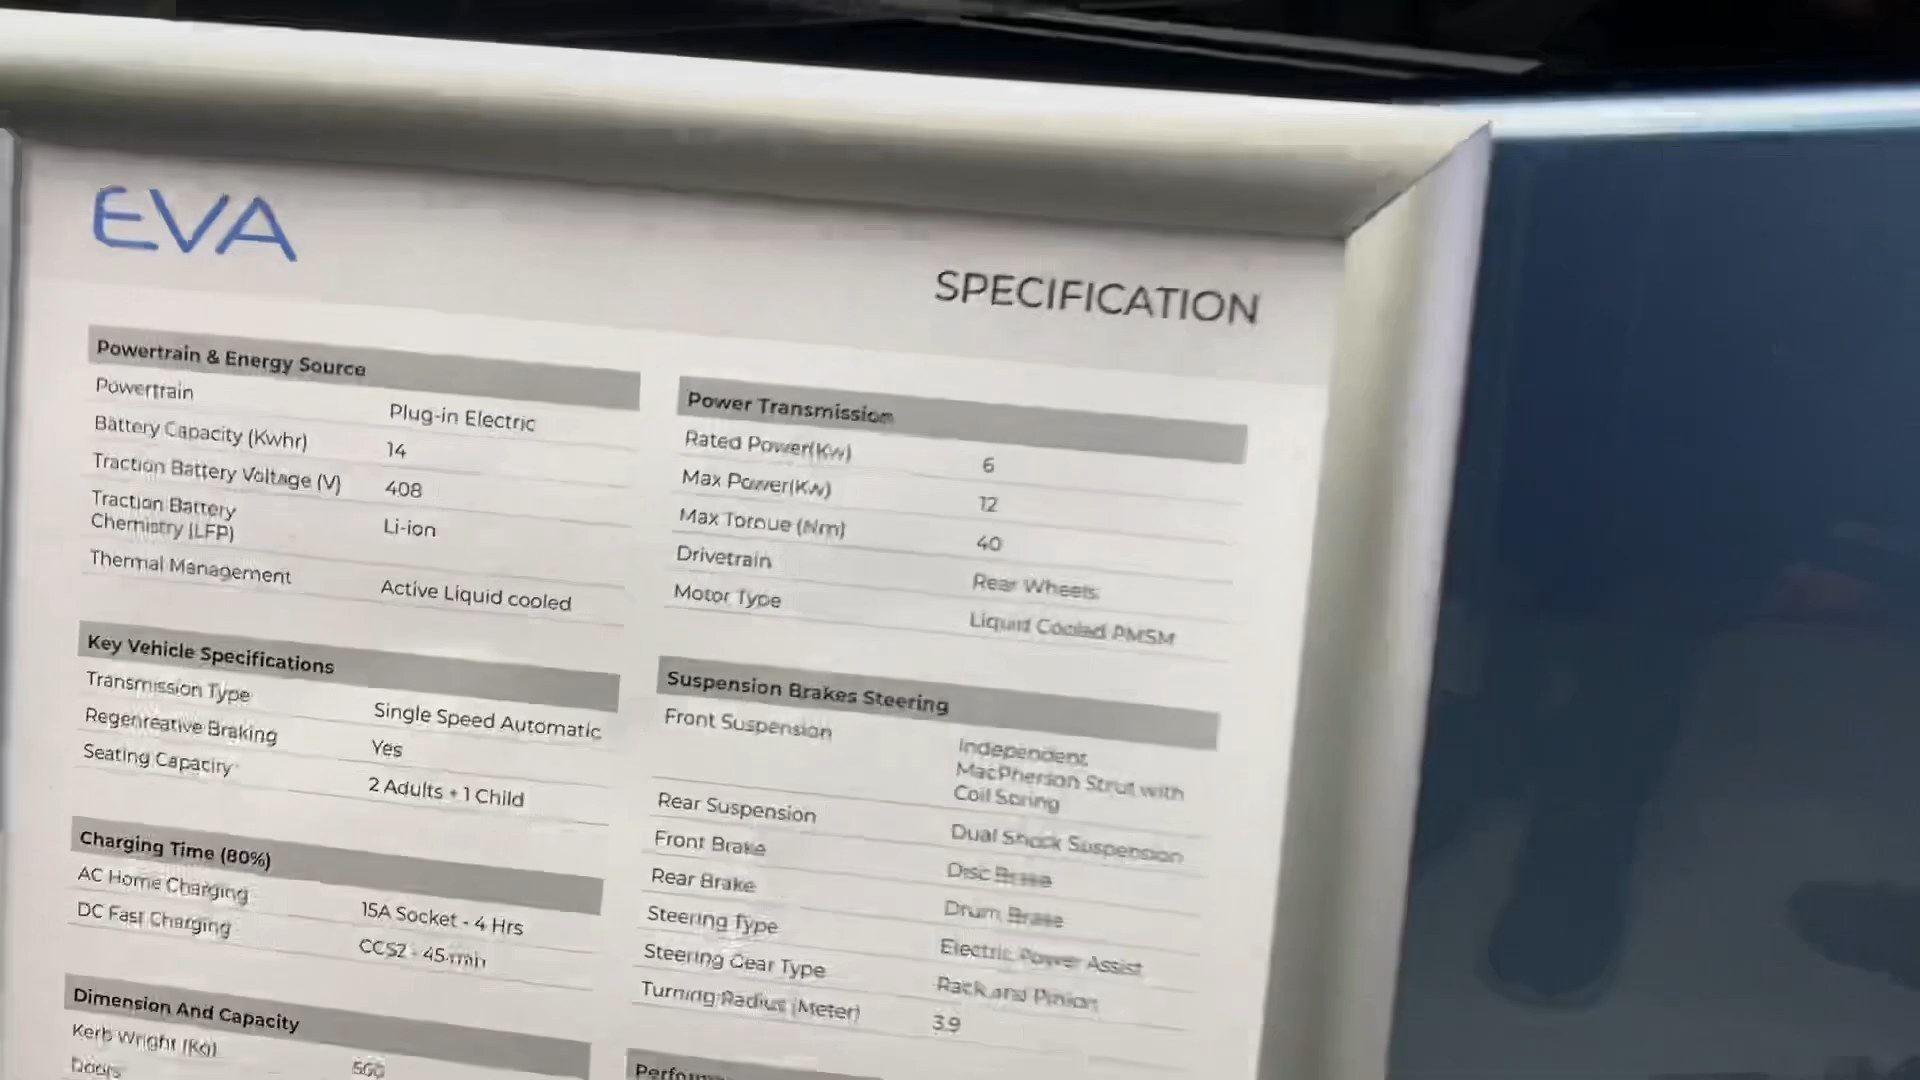 EVA
SPECIFICATION
Powertrain & Energy Source
Powertrain Plug-in Electric
Battery Capacity (Kwhr) 14
Traction Battery Voltage (V) 408
Traction Battery
Chemistry (LFP) Li-ion
Thermal Management Active Liquid cooled
Key Vehicle Specifications
Transmission Type Single Speed Automatic
Regenreative Braking Yes
Seating Capacity 2 Adults + 1 Child
Charging Time (80%)
AC Home Charging 15A Socket - 4 Hrs
DC Fast Charging CCS2 - 45 min
Dimension And Capacity
Kerb Wright (Kg)
Doors
Power Transmission
Rated Power(Kw) 6
Max Power(Kw) 12
Max Torque (Nm) 40
Drivetrain Rear Wheels
Motor Type Liquid Cooled PMSM
Suspension Brakes Steering
Front Suspension Independent
MacPherson Strut with
Coil Spring
Rear Suspension Dual Shock Suspension
Front Brake Disc Brake
Rear Brake Drum Brake
Steering Type Electric Power Assist
Steering Gear Type Rack and Pinion
Turning Radius (Meter) 3.9